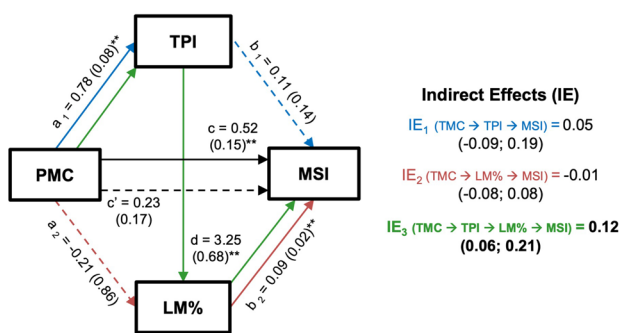 TPI
a₁ = 0.78 (0.08)**
b₁ = 0.11 (0.14)
c = 0.52
(0.15)**
PMC
MSI
c' = 0.23
(0.17)
a₂ = -0.21 (0.86)
d = 3.25
(0.68)**
b₂ = 0.09 (0.02)**
LM%
Indirect Effects (IE)
IE₁ (TMC → TPI → MSI) = 0.05
(-0.09; 0.19)
IE₂ (TMC → LM% → MSI) = -0.01
(-0.08; 0.08)
IE₃ (TMC → TPI → LM% → MSI) = 0.12
(0.06; 0.21)